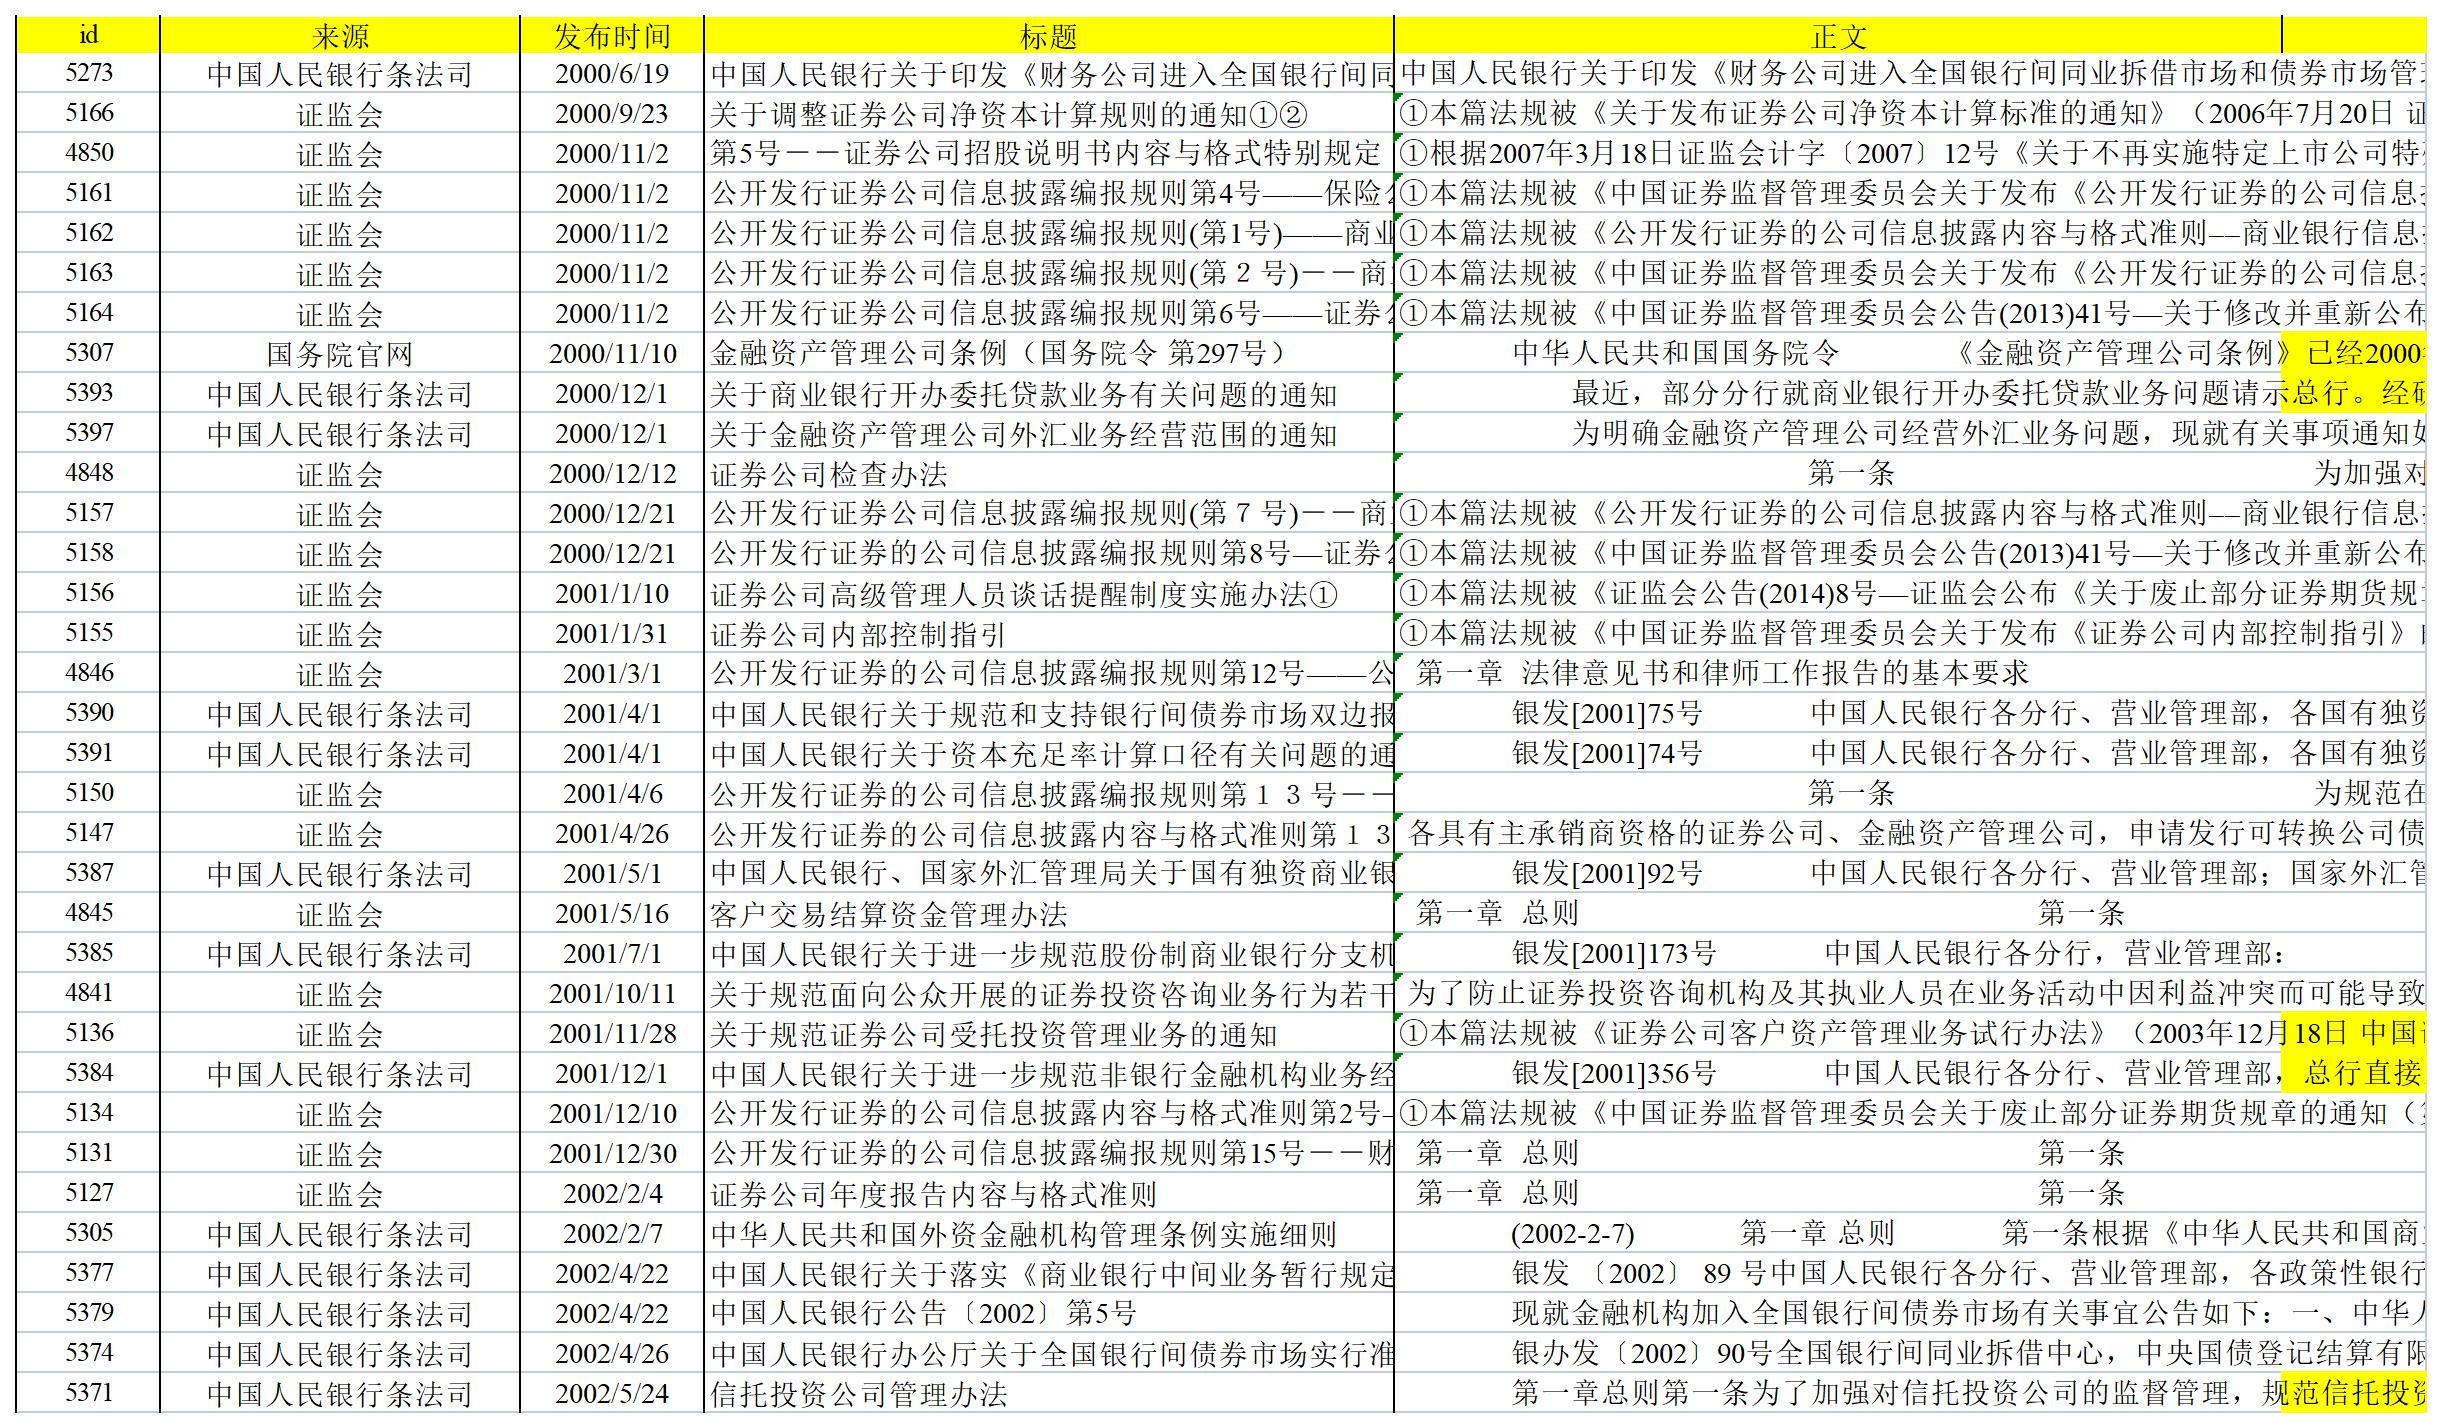 id 来源 发布时间 标题 正文
5273 中国人民银行条法司 2000/6/19 中国人民银行关于印发《财务公司进入全国银行间同 中国人民银行关于印发《财务公司进入全国银行间同业拆借市场和债券市场管
5166 证监会 2000/9/23 关于调整证券公司净资本计算规则的通知①② ①本篇法规被《关于发布证券公司净资本计算标准的通知》（2006年7月20日 证
4850 证监会 2000/11/2 第5号－－证券公司招股说明书内容与格式特别规定 ①根据2007年3月18日证监会计字〔2007〕12号《关于不再实施特定上市公司特
5161 证监会 2000/11/2 公开发行证券公司信息披露编报规则第4号——保险 ①本篇法规被《中国证券监督管理委员会关于发布《公开发行证券的公司信息
5162 证监会 2000/11/2 公开发行证券公司信息披露编报规则(第1号)——商业 ①本篇法规被《公开发行证券的公司信息披露内容与格式准则—商业银行信息
5163 证监会 2000/11/2 公开发行证券公司信息披露编报规则(第２号)－－商 ①本篇法规被《中国证券监督管理委员会关于发布《公开发行证券的公司信息
5164 证监会 2000/11/2 公开发行证券公司信息披露编报规则第6号——证券 ①本篇法规被《中国证券监督管理委员会公告(2013)41号—关于修改并重新公布
5307 国务院官网 2000/11/10 金融资产管理公司条例（国务院令 第297号） 中华人民共和国国务院令 《金融资产管理公司条例》已经2000
5393 中国人民银行条法司 2000/12/1 关于商业银行开办委托贷款业务有关问题的通知 最近，部分分行就商业银行开办委托贷款业务问题请示总行。经研
5397 中国人民银行条法司 2000/12/1 关于金融资产管理公司外汇业务经营范围的通知 为明确金融资产管理公司经营外汇业务问题，现就有关事项通知如
4848 证监会 2000/12/12 证券公司检查办法 第一条 为加强对
5157 证监会 2000/12/21 公开发行证券公司信息披露编报规则(第７号)－－商 ①本篇法规被《公开发行证券的公司信息披露内容与格式准则—商业银行信息
5158 证监会 2000/12/21 公开发行证券的公司信息披露编报规则第8号—证券 ①本篇法规被《中国证券监督管理委员会公告(2013)41号—关于修改并重新公布
5156 证监会 2001/1/10 证券公司高级管理人员谈话提醒制度实施办法① ①本篇法规被《证监会公告(2014)8号—证监会公布《关于废止部分证券期货规
5155 证监会 2001/1/31 证券公司内部控制指引 ①本篇法规被《中国证券监督管理委员会关于发布《证券公司内部控制指引》
4846 证监会 2001/3/1 公开发行证券的公司信息披露编报规则第12号——公 第一章 法律意见书和律师工作报告的基本要求
5390 中国人民银行条法司 2001/4/1 中国人民银行关于规范和支持银行间债券市场双边报 银发[2001]75号 中国人民银行各分行、营业管理部，各国有独资
5391 中国人民银行条法司 2001/4/1 中国人民银行关于资本充足率计算口径有关问题的通 银发[2001]74号 中国人民银行各分行、营业管理部，各国有独资
5150 证监会 2001/4/6 公开发行证券的公司信息披露编报规则第１３号－－ 第一条 为规范在
5147 证监会 2001/4/26 公开发行证券的公司信息披露内容与格式准则第１３ 各具有主承销商资格的证券公司、金融资产管理公司，申请发行可转换公司债
5387 中国人民银行条法司 2001/5/1 中国人民银行、国家外汇管理局关于国有独资商业银 银发[2001]92号 中国人民银行各分行、营业管理部；国家外汇管
4845 证监会 2001/5/16 客户交易结算资金管理办法 第一章 总则 第一条
5385 中国人民银行条法司 2001/7/1 中国人民银行关于进一步规范股份制商业银行分支机 银发[2001]173号 中国人民银行各分行，营业管理部：
4841 证监会 2001/10/11 关于规范面向公众开展的证券投资咨询业务行为若干 为了防止证券投资咨询机构及其执业人员在业务活动中因利益冲突而可能导致
5136 证监会 2001/11/28 关于规范证券公司受托投资管理业务的通知 ①本篇法规被《证券公司客户资产管理业务试行办法》（2003年12月18日 中国
5384 中国人民银行条法司 2001/12/1 中国人民银行关于进一步规范非银行金融机构业务经 银发[2001]356号 中国人民银行各分行、营业管理部，总行直接
5134 证监会 2001/12/10 公开发行证券的公司信息披露内容与格式准则第2号 ①本篇法规被《中国证券监督管理委员会关于废止部分证券期货规章的通知（
5131 证监会 2001/12/30 公开发行证券的公司信息披露编报规则第15号－－财 第一章 总则 第一条
5127 证监会 2002/2/4 证券公司年度报告内容与格式准则 第一章 总则 第一条
5305 中国人民银行条法司 2002/2/7 中华人民共和国外资金融机构管理条例实施细则 (2002-2-7) 第一章 总则 第一条根据《中华人民共和国商
5377 中国人民银行条法司 2002/4/22 中国人民银行关于落实《商业银行中间业务暂行规定 银发 〔2002〕 89 号中国人民银行各分行、营业管理部，各政策性银行
5379 中国人民银行条法司 2002/4/22 中国人民银行公告〔2002〕第5号 现就金融机构加入全国银行间债券市场有关事宜公告如下：一、中华人
5374 中国人民银行条法司 2002/4/26 中国人民银行办公厅关于全国银行间债券市场实行准 银办发〔2002〕90号全国银行间同业拆借中心，中央国债登记结算有限
5371 中国人民银行条法司 2002/5/24 信托投资公司管理办法 第一章总则第一条为了加强对信托投资公司的监督管理，规范信托投资